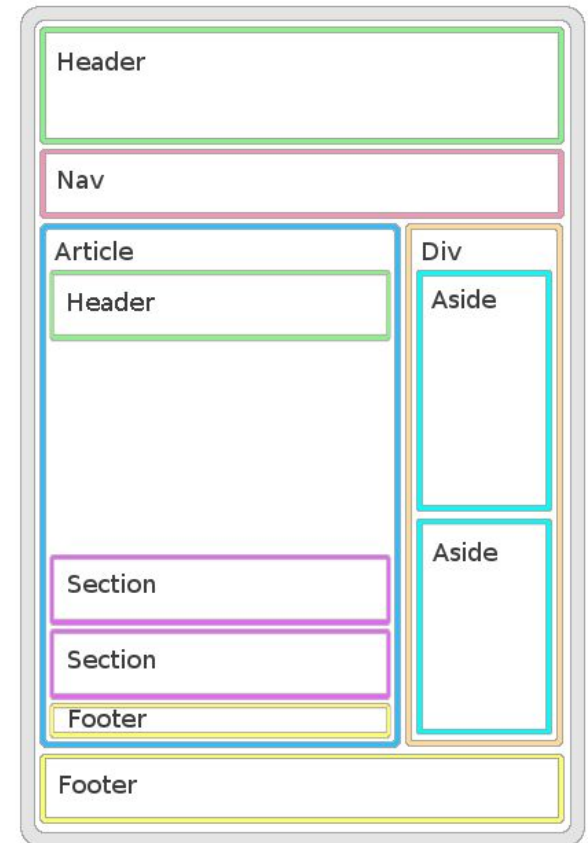 Header
Nav
Article
Header
Section
Section
Footer
Div
Aside
Aside
Footer